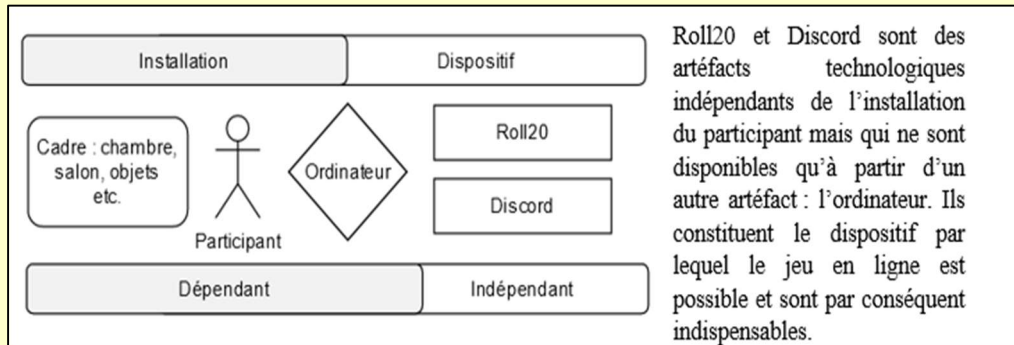 Installation
Dispositif
Cadre : chambre,
salon, objets
etc.
Participant
Ordinateur
Roll20
Discord
Dépendant
Indépendant
Roll20 et Discord sont des
artéfacts technologiques
indépendants de l'installation
du participant mais qui ne sont
disponibles qu'à partir d'un
autre artéfact : l'ordinateur. Ils
constituent le dispositif par
lequel le jeu en ligne est
possible et sont par conséquent
indispensables.